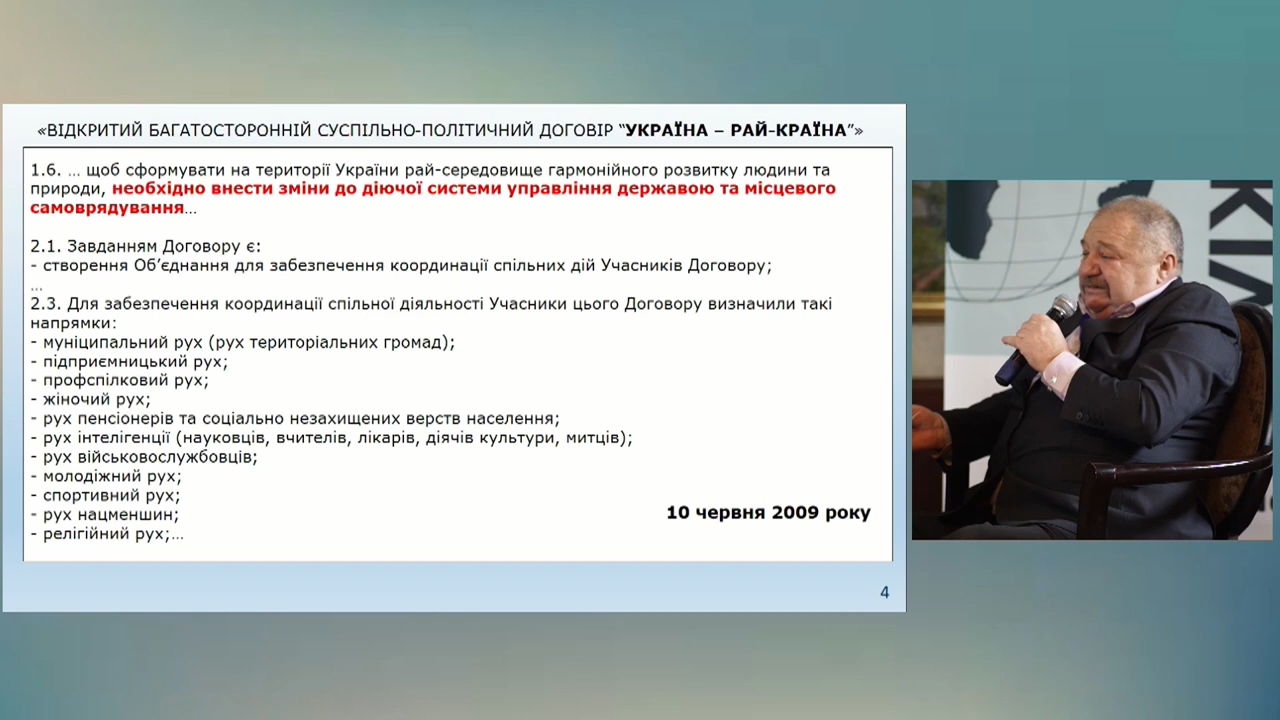 «ВІДКРИТИЙ БАГАТОСТОРОННІЙ СУСПІЛЬНО-ПОЛІТИЧНИЙ ДОГОВІР “УКРАЇНА – РАЙ-КРАЇНА”»
1.6. … щоб сформувати на території України рай-середовище гармонійного розвитку людини та
природи, необхідно внести зміни до діючої системи управління державою та місцевого
самоврядування…
2.1. Завданням Договору є:
- створення Об’єднання для забезпечення координації спільних дій Учасників Договору;
…
2.3. Для забезпечення координації спільної діяльності Учасники цього Договору визначили такі
напрямки:
- муніципальний рух (рух територіальних громад);
- підприємницький рух;
- профспілковий рух;
- жіночий рух;
- рух пенсіонерів та соціально незахищених верств населення;
- рух інтелігенції (науковців, вчителів, лікарів, діячів культури, митців);
- рух військовослужбовців;
- молодіжний рух;
- спортивний рух;
- рух нацменшин;
- релігійний рух;…
10 червня 2009 року
4